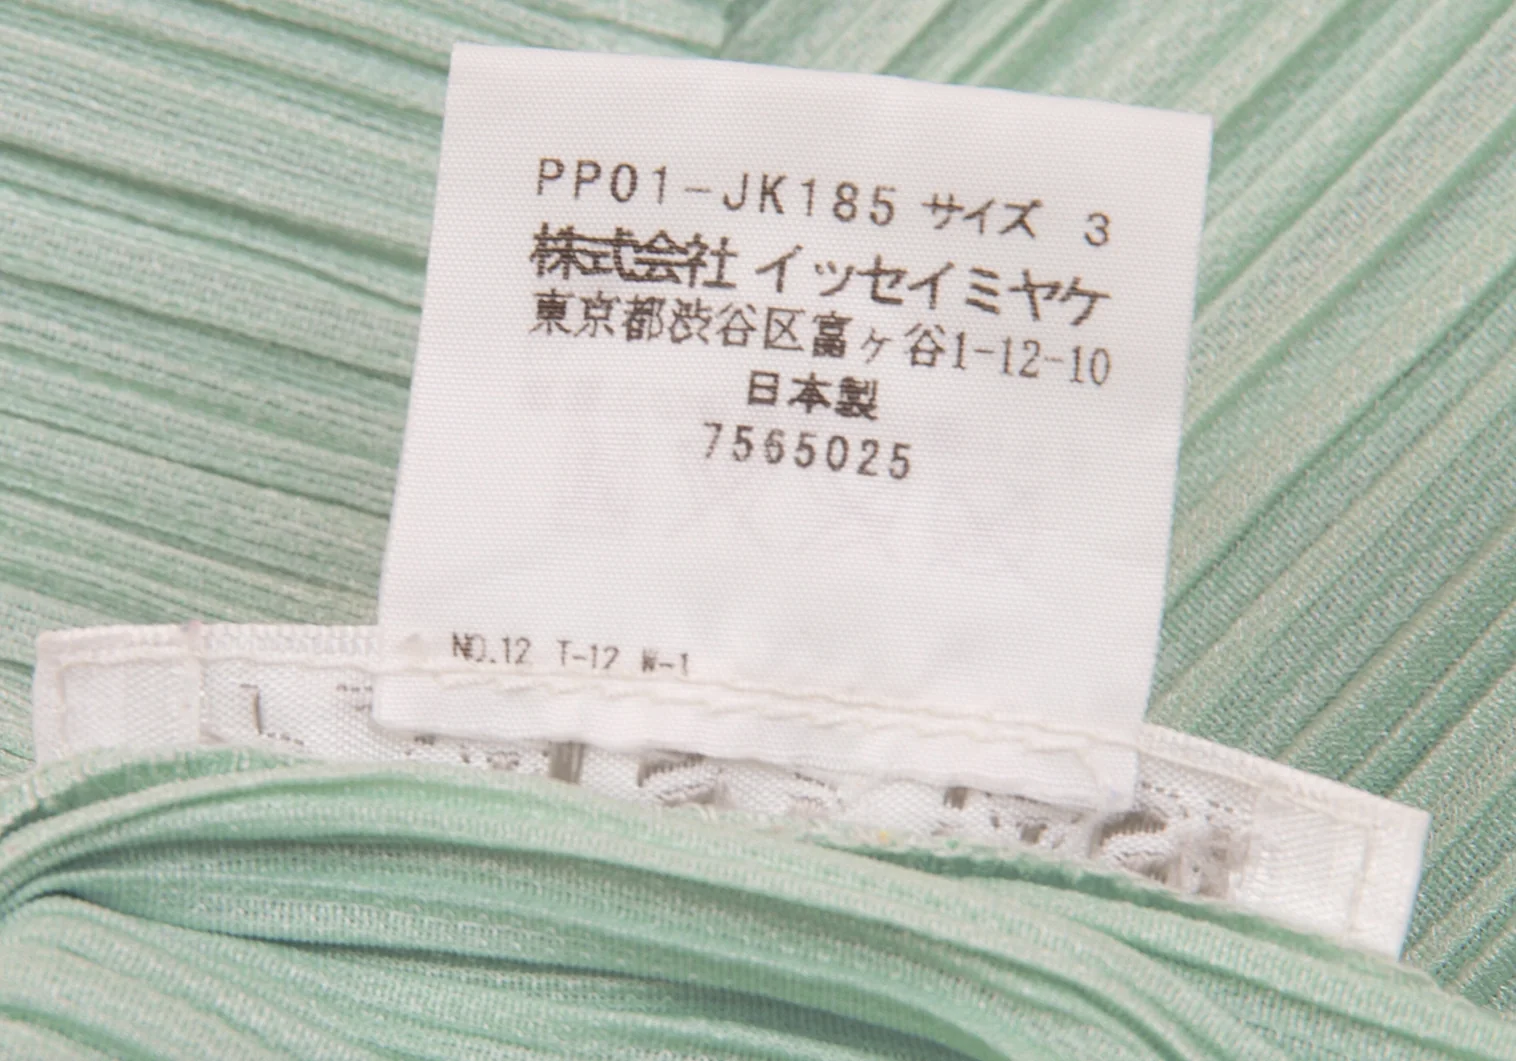 PP01-JK185 サイズ 3
株式会社 イッセイミヤケ
東京都渋谷区富ヶ谷1-12-10
日本製
7565025
NO.12 T-12 W-1